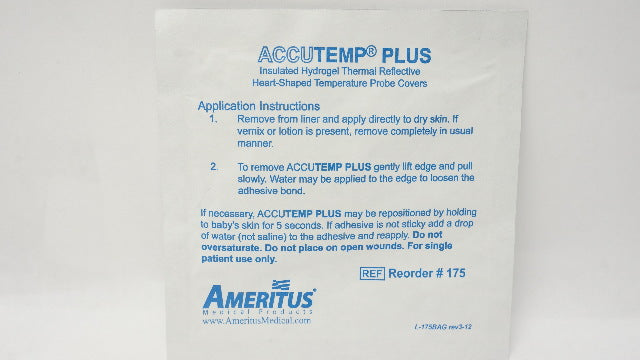 ACCUTEMP® PLUS
Insulated Hydrogel Thermal Reflective
Heart-Shaped Temperature Probe Covers
Application Instructions
1. Remove from liner and apply directly to dry skin. If
vernix or lotion is present, remove completely in usual
manner.
2. To remove ACCUTEMP PLUS gently lift edge and pull
slowly. Water may be applied to the edge to loosen the
adhesive bond.
If necessary, ACCUTEMP PLUS may be repositioned by holding
to baby's skin for 5 seconds. If adhesive is not sticky add a drop
of water (not saline) to the adhesive and reapply. Do not
oversaturate. Do not place on open wounds. For single
patient use only.
REF Reorder # 175
AMERITUS®
Medical Products
www.AmeritusMedical.com
L-175BAG rev3-12